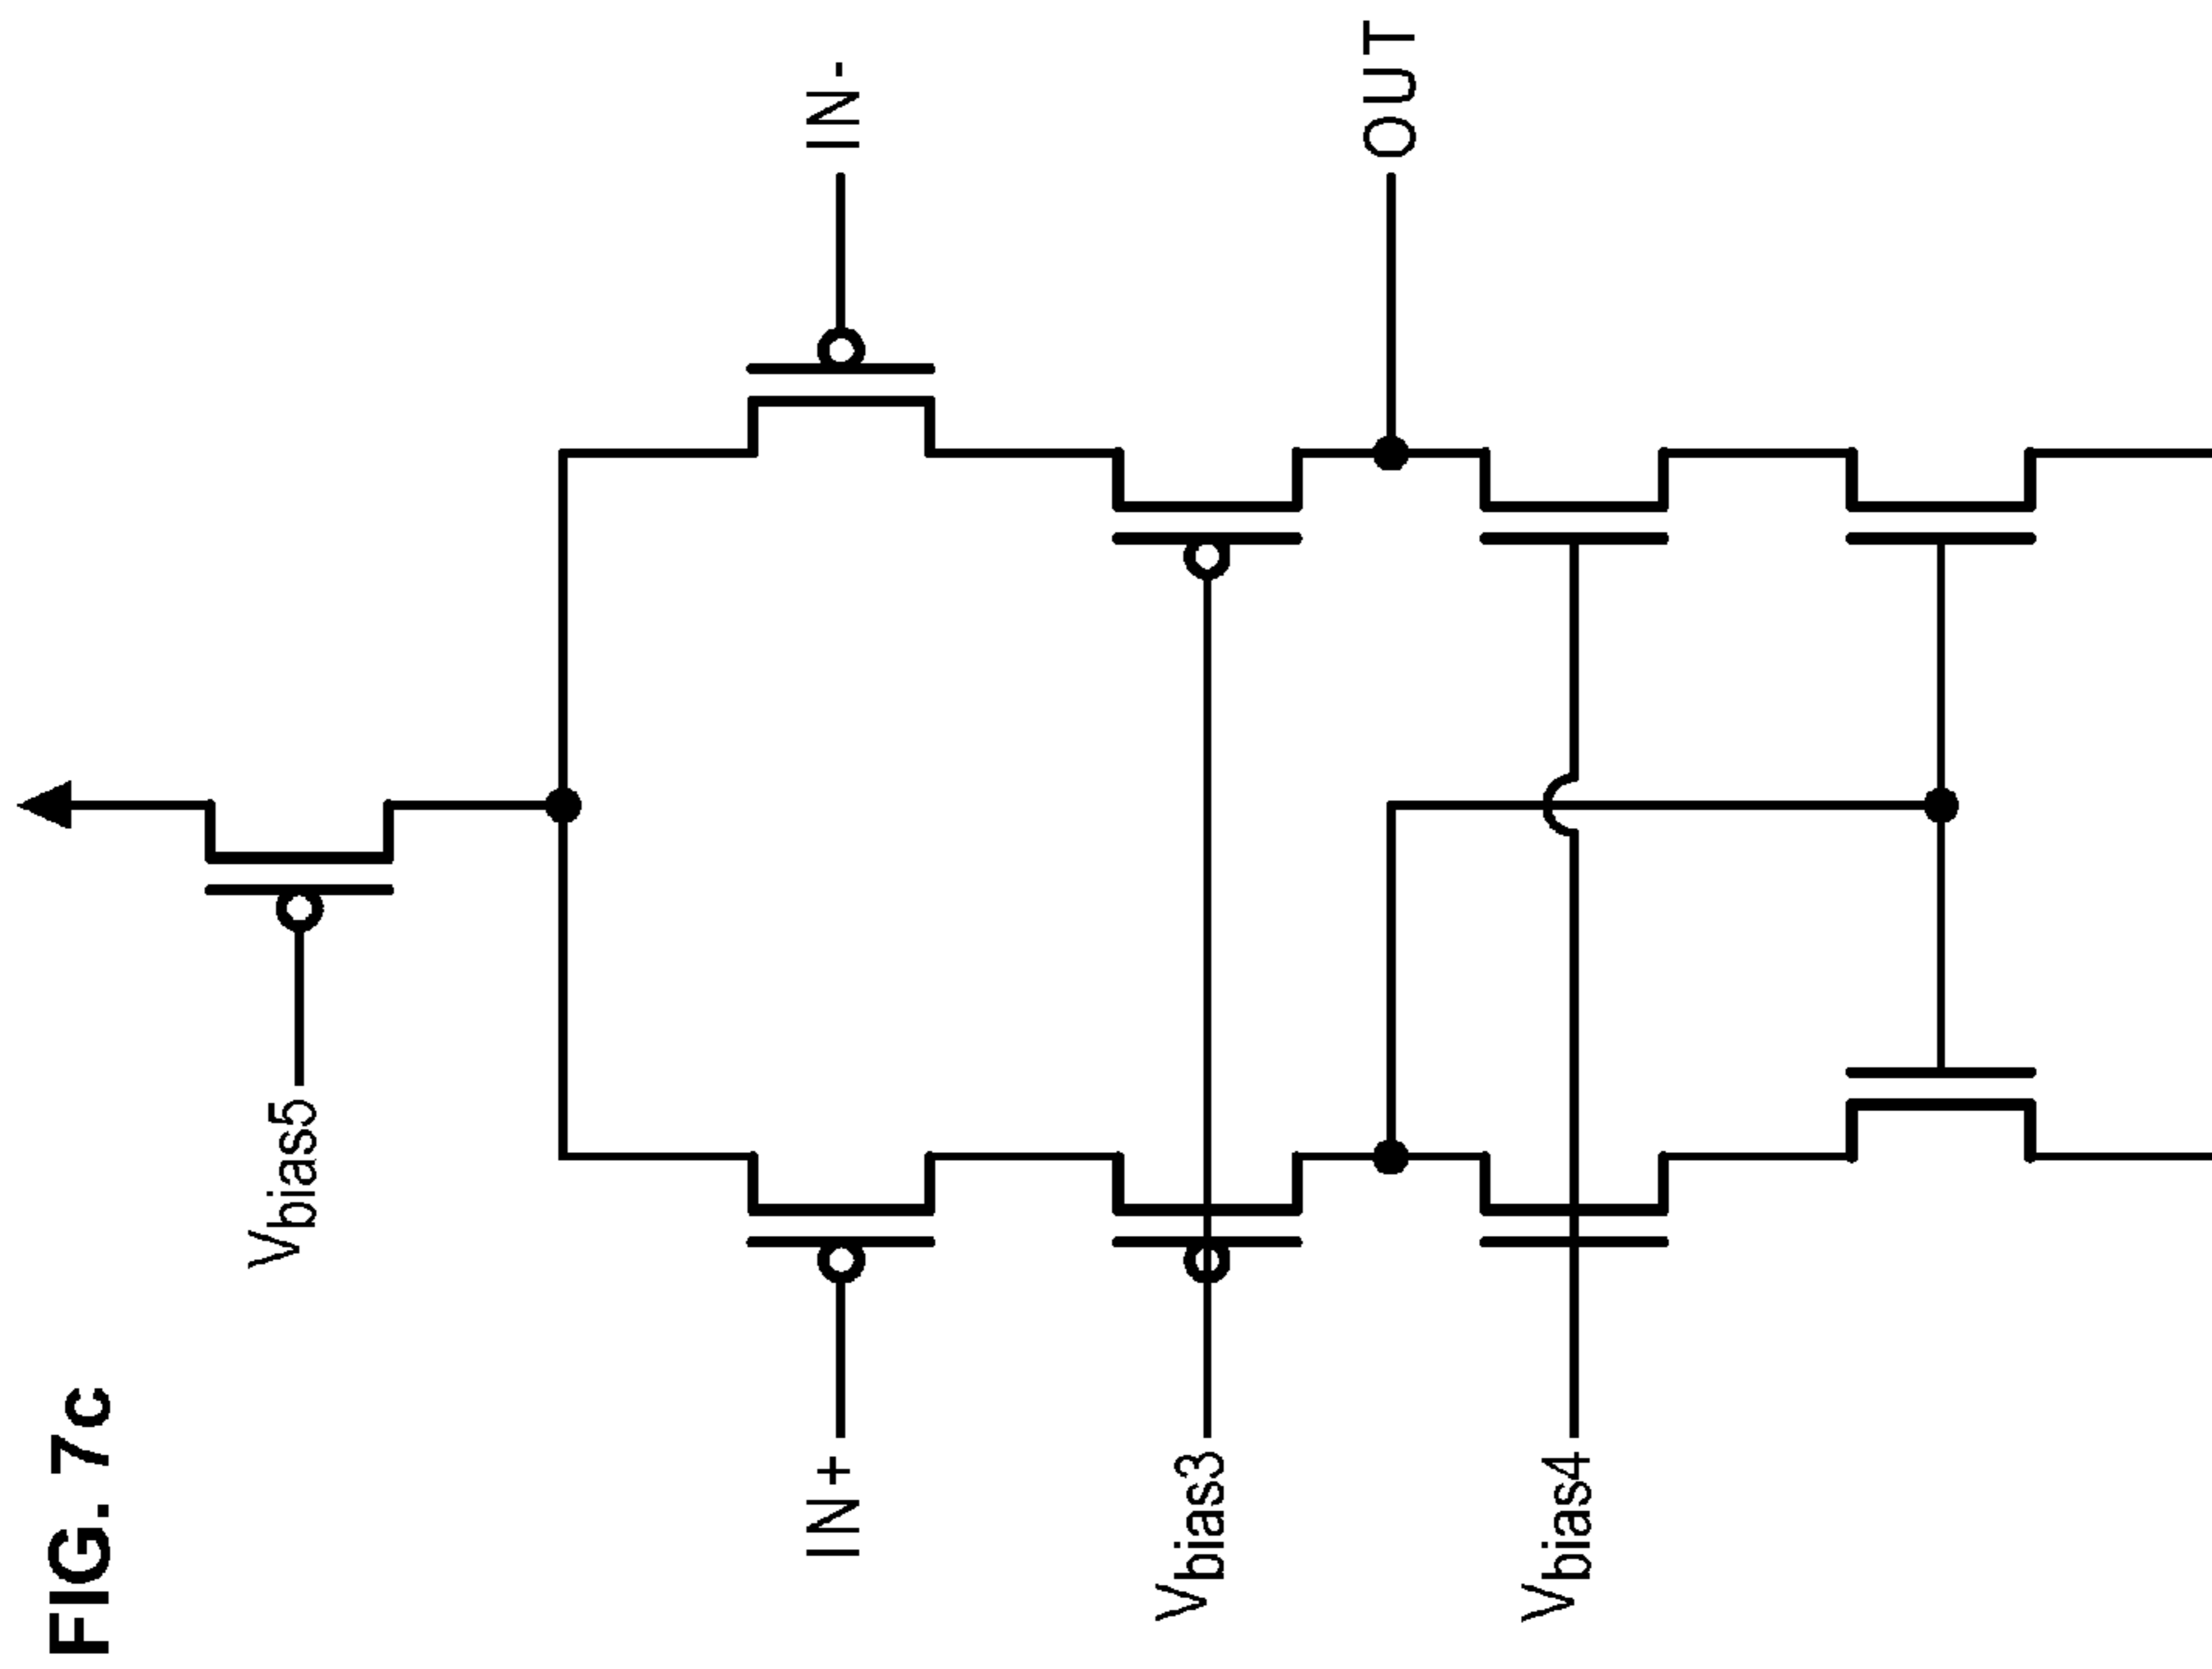 FIG. 7c
Vbias5
IN+
IN-
Vbias3
OUT
Vbias4